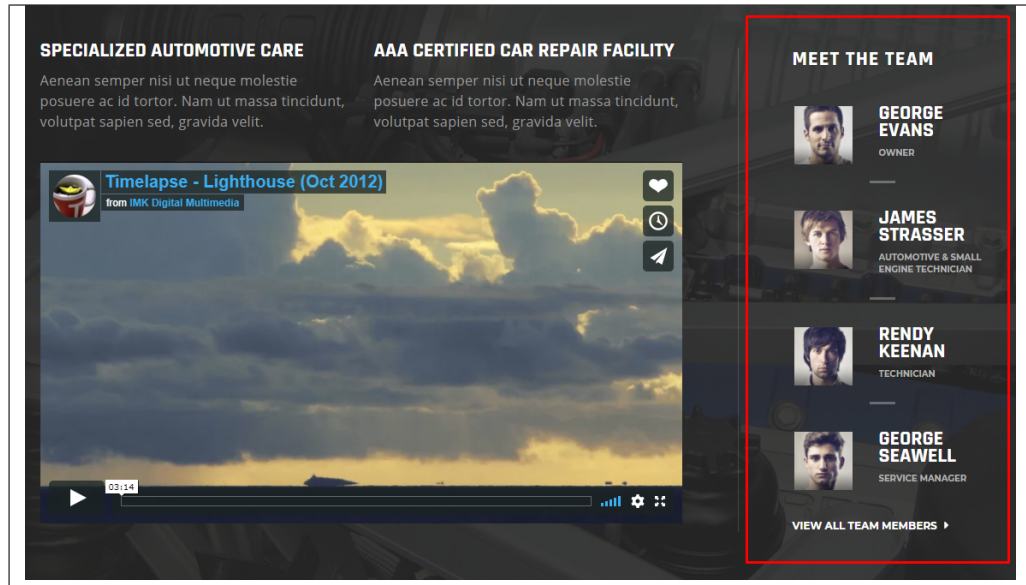 SPECIALIZED AUTOMOTIVE CARE
Aenean semper nisi ut neque molestie
posuere ac id tortor. Nam ut massa tincidunt,
volutpat sapien sed, gravida velit.
AAA CERTIFIED CAR REPAIR FACILITY
Aenean semper nisi ut neque molestie
posuere ac id tortor. Nam ut massa tincidunt,
volutpat sapien sed, gravida velit.
Timelapse - Lighthouse (Oct 2012)
from IMK Digital Multimedia
03:14
MEET THE TEAM
GEORGE
EVANS
OWNER
JAMES
STRASSER
AUTOMOTIVE & SMALL
ENGINE TECHNICIAN
RENDY
KEENAN
TECHNICIAN
GEORGE
SEAWELL
SERVICE MANAGER
VIEW ALL TEAM MEMBERS